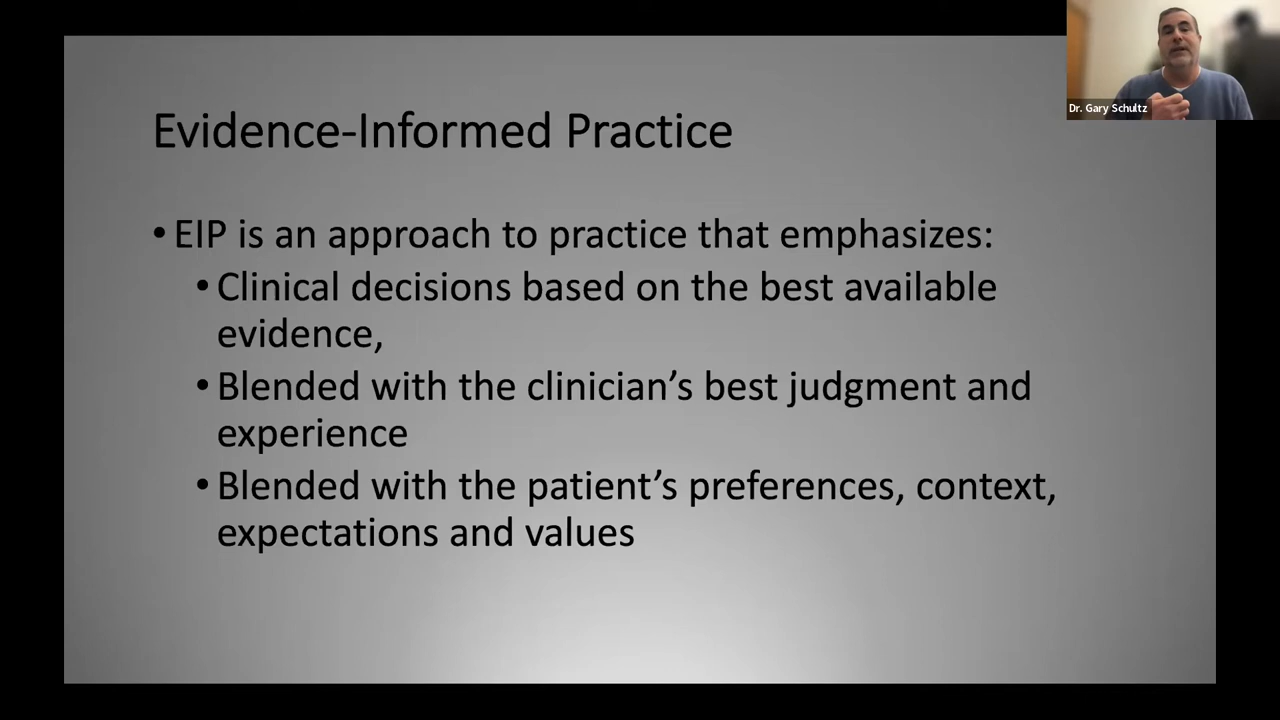 Dr. Gary Schultz
Evidence-Informed Practice
• EIP is an approach to practice that emphasizes:
• Clinical decisions based on the best available
evidence,
• Blended with the clinician’s best judgment and
experience
• Blended with the patient’s preferences, context,
expectations and values